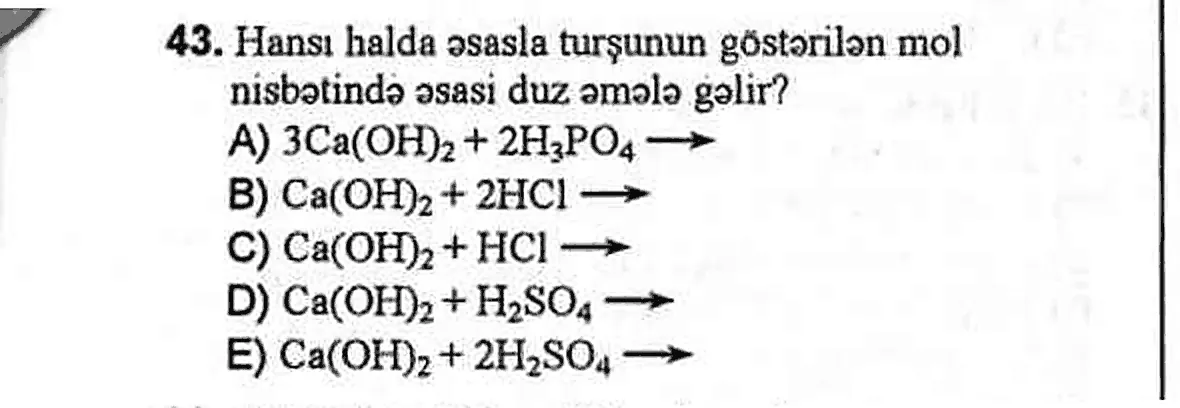 43. Hansı halda əsasla turşunun göstərilən mol
nisbətində əsasi duz əmələ gəlir?
A) 3Ca(OH)₂ + 2H₃PO₄ ⟶
B) Ca(OH)₂ + 2HCl ⟶
C) Ca(OH)₂ + HCl ⟶
D) Ca(OH)₂ + H₂SO₄ ⟶
E) Ca(OH)₂ + 2H₂SO₄ ⟶